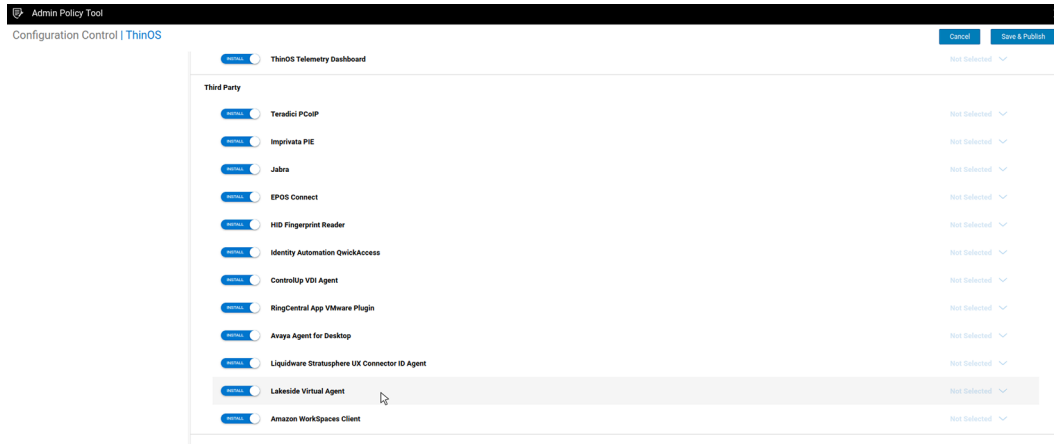 Admin Policy Tool
Configuration Control | ThinOS
Cancel
Save & Publish
INSTALL ThinOS Telemetry Dashboard Not Selected
Third Party
INSTALL Teradici PCoIP Not Selected
INSTALL Imprivata PIE Not Selected
INSTALL Jabra Not Selected
INSTALL EPOS Connect Not Selected
INSTALL HID Fingerprint Reader Not Selected
INSTALL Identity Automation QwickAccess Not Selected
INSTALL ControlUp VDI Agent Not Selected
INSTALL RingCentral App VMware Plugin Not Selected
INSTALL Avaya Agent for Desktop Not Selected
INSTALL Liquidware Stratusphere UX Connector ID Agent Not Selected
INSTALL Lakeside Virtual Agent Not Selected
INSTALL Amazon WorkSpaces Client Not Selected